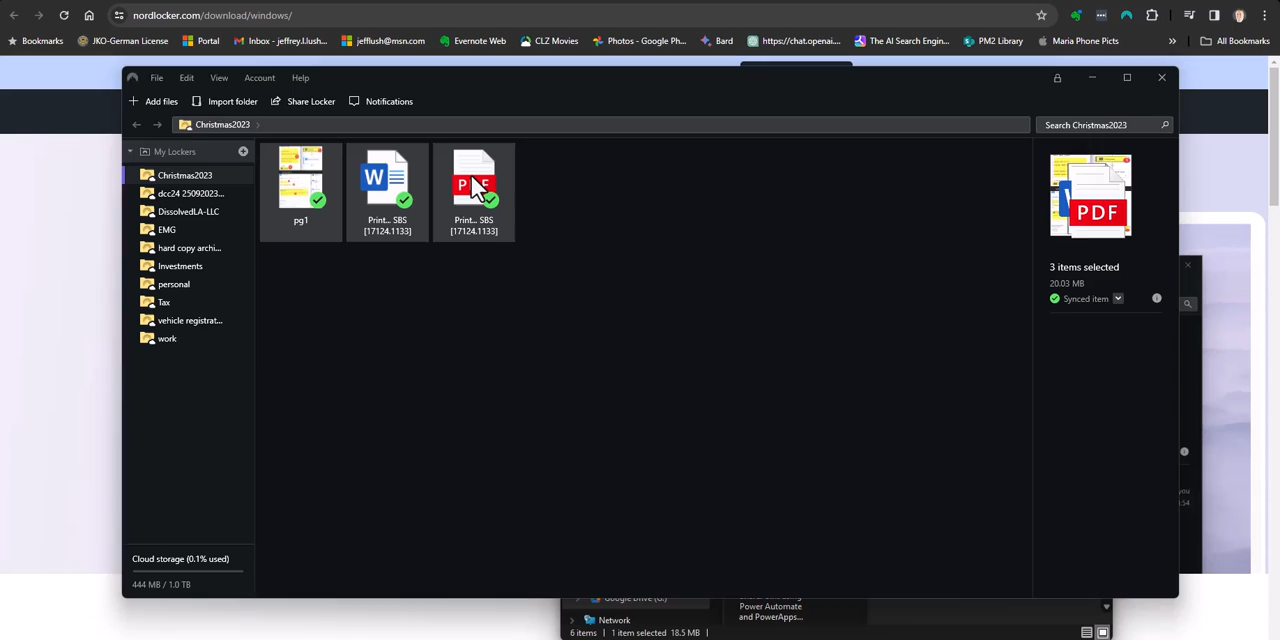 nordlocker.com/download/windows/
Bookmarks JKO-German License Portal Inbox - jeffrey.l.lush... jefflush@msn.com Evernote Web CLZ Movies Photos - Google Ph... Bard https://chat.openai.... The AI Search Engin... PM2 Library Maria Phone Picts » All Bookmarks
File Edit View Account Help
Add files Import folder Share Locker Notifications
Christmas2023 Search Christmas2023
My Lockers
Christmas2023
dcc24 25092023...
DissolvedLA-LLC
EMG
hard copy archi...
Investments
personal
Tax
vehicle registrat...
work
pg1
W
Print... SBS
[17124.1133]
Print... SBS
[17124.1133]
PDF
3 items selected
20.03 MB
Synced item
Cloud storage (0.1% used)
444 MB / 1.0 TB
you
:54
Google Drive (G:)
Network
Power Automate
and PowerApps...
6 items 1 item selected 18.5 MB